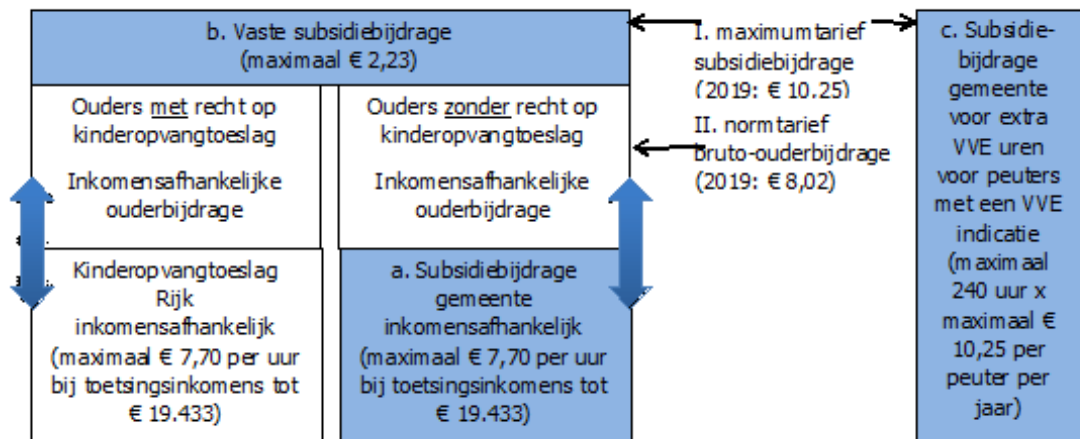 b. Vaste subsidiebijdrage
(maximaal € 2,23)
Ouders met recht op
kinderopvangtoeslag
Inkomensafhankelijke
ouderbijdrage
Ouders zonder recht op
kinderopvangtoeslag
Inkomensafhankelijke
ouderbijdrage
Kinderopvangtoeslag
Rijk
inkomensafhankelijk
(maximaal € 7,70 per uur
bij toetsingsinkomens tot
€ 19.433)
a. Subsidiebijdrage
gemeente
inkomensafhankelijk
(maximaal € 7,70 per uur
bij toetsingsinkomens tot
€ 19.433)
I. maximumtarief
subsidiebijdrage
(2019: € 10,25)
II. normtarief
bruto-ouderbijdrage
(2019: € 8,02)
c. Subsidie-
bijdrage
gemeente
voor extra
VVE uren
voor peuters
met een VVE
indicatie
(maximaal
240 uur x
maximaal €
10,25 per
peuter per
jaar)